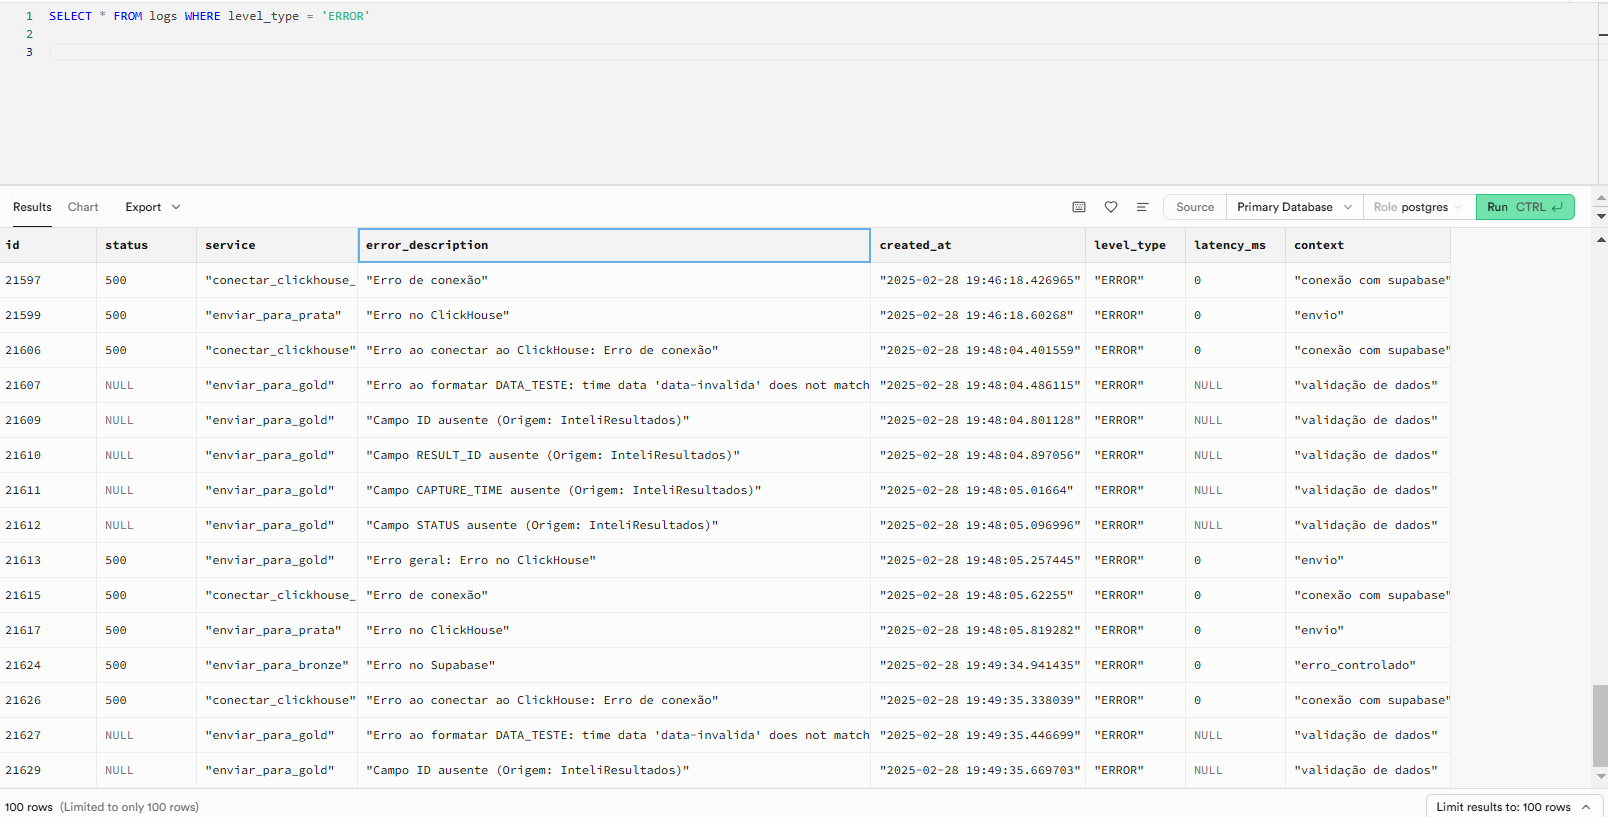 1 SELECT * FROM logs WHERE level_type = 'ERROR'
2
3
Results Chart Export Source Primary Database Role postgres Run CTRL
id status service error_description created_at level_type latency_ms context
21597 500 "conectar_clickhouse_ "Erro de conexão" "2025-02-28 19:46:18.426965" "ERROR" 0 "conexão com supabase"
21599 500 "enviar_para_prata" "Erro no ClickHouse" "2025-02-28 19:46:18.60268" "ERROR" 0 "envio"
21606 500 "conectar_clickhouse" "Erro ao conectar ao ClickHouse: Erro de conexão" "2025-02-28 19:48:04.401559" "ERROR" 0 "conexão com supabase"
21607 NULL "enviar_para_gold" "Erro ao formatar DATA_TESTE: time data 'data-invalida' does not match "2025-02-28 19:48:04.486115" "ERROR" NULL "validação de dados"
21609 NULL "enviar_para_gold" "Campo ID ausente (Origem: InteliResultados)" "2025-02-28 19:48:04.801128" "ERROR" NULL "validação de dados"
21610 NULL "enviar_para_gold" "Campo RESULT_ID ausente (Origem: InteliResultados)" "2025-02-28 19:48:04.897056" "ERROR" NULL "validação de dados"
21611 NULL "enviar_para_gold" "Campo CAPTURE_TIME ausente (Origem: InteliResultados)" "2025-02-28 19:48:05.01664" "ERROR" NULL "validação de dados"
21612 NULL "enviar_para_gold" "Campo STATUS ausente (Origem: InteliResultados)" "2025-02-28 19:48:05.096996" "ERROR" NULL "validação de dados"
21613 500 "enviar_para_gold" "Erro geral: Erro no ClickHouse" "2025-02-28 19:48:05.257445" "ERROR" 0 "envio"
21615 500 "conectar_clickhouse_ "Erro de conexão" "2025-02-28 19:48:05.62255" "ERROR" 0 "conexão com supabase"
21617 500 "enviar_para_prata" "Erro no ClickHouse" "2025-02-28 19:48:05.819282" "ERROR" 0 "envio"
21624 500 "enviar_para_bronze" "Erro no Supabase" "2025-02-28 19:49:34.941435" "ERROR" 0 "erro_controlado"
21626 500 "conectar_clickhouse" "Erro ao conectar ao ClickHouse: Erro de conexão" "2025-02-28 19:49:35.338039" "ERROR" 0 "conexão com supabase"
21627 NULL "enviar_para_gold" "Erro ao formatar DATA_TESTE: time data 'data-invalida' does not match "2025-02-28 19:49:35.446699" "ERROR" NULL "validação de dados"
21629 NULL "enviar_para_gold" "Campo ID ausente (Origem: InteliResultados)" "2025-02-28 19:49:35.669703" "ERROR" NULL "validação de dados"
100 rows (Limited to only 100 rows) Limit results to: 100 rows